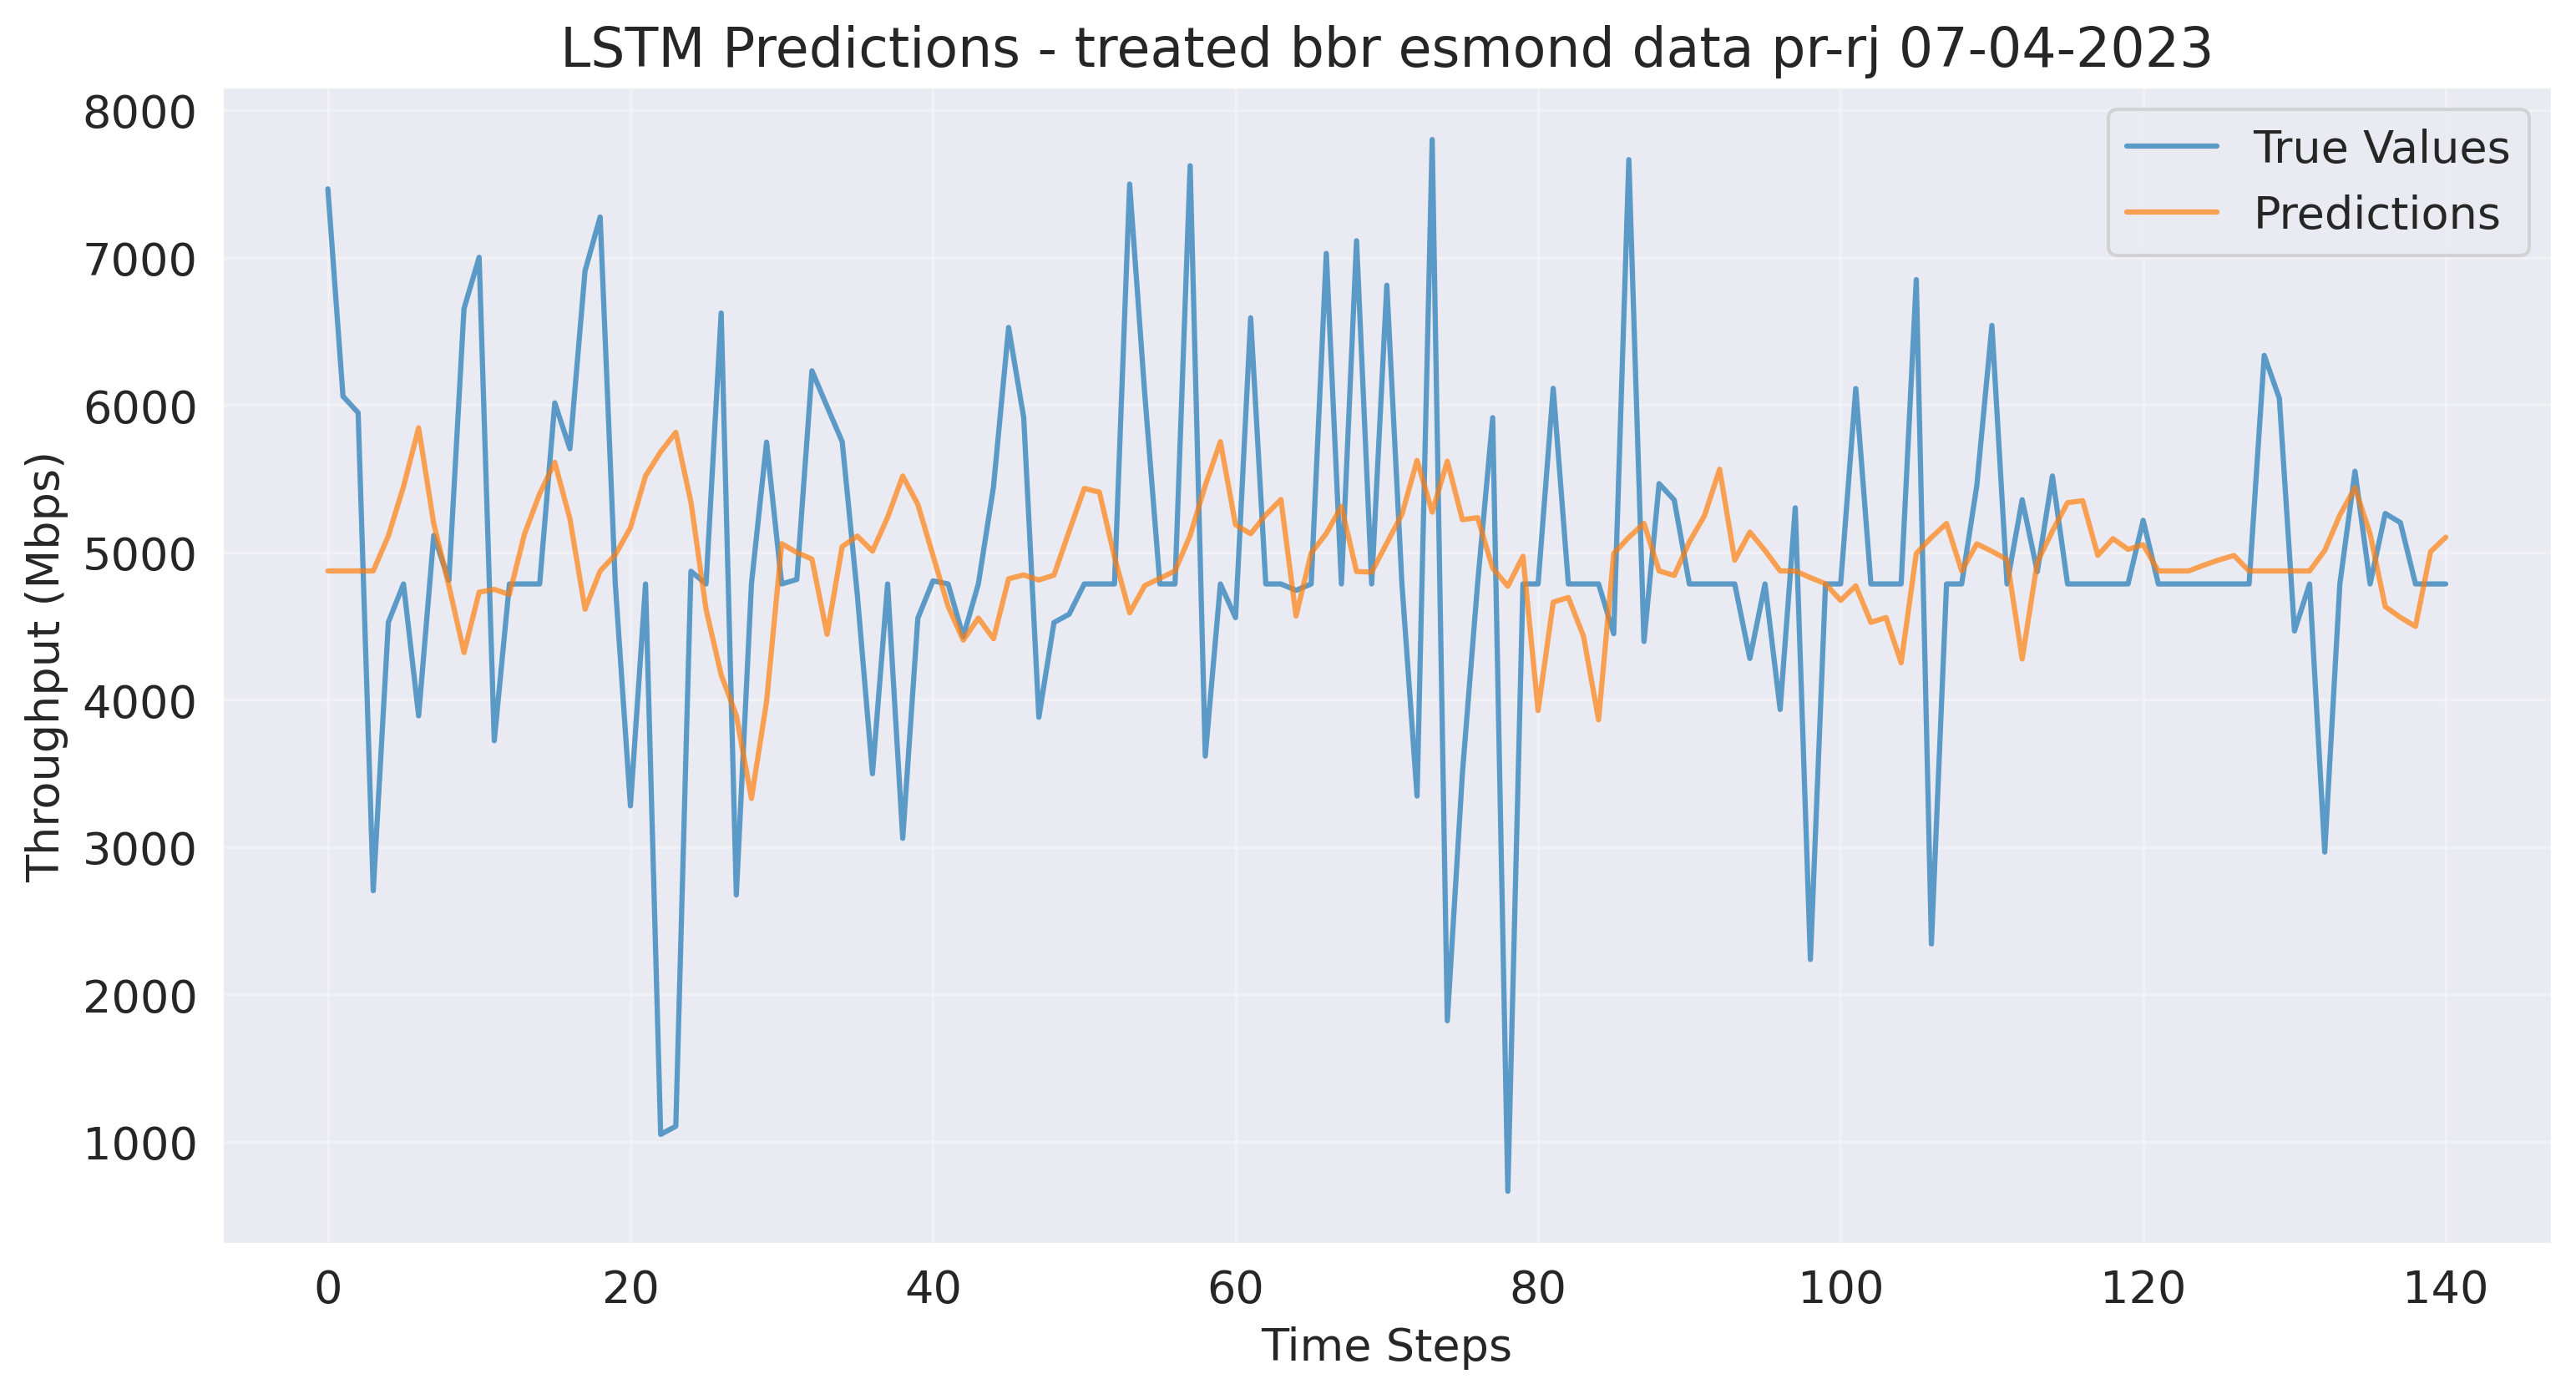 LSTM Predictions - treated bbr esmond data pr-rj 07-04-2023
True Values
Predictions
Throughput (Mbps)
8000
7000
6000
5000
4000
3000
2000
1000
0 20 40 60 80 100 120 140
Time Steps